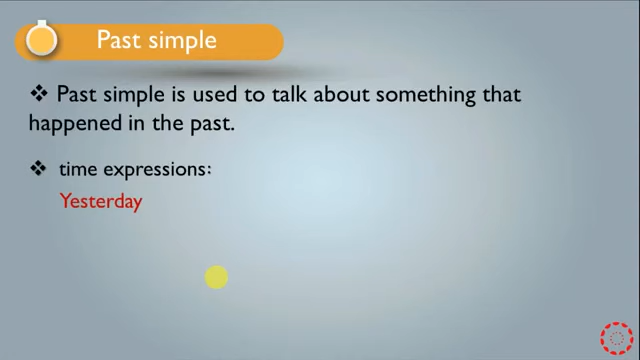 Past simple
❖ Past simple is used to talk about something that
happened in the past.
❖ time expressions:
Yesterday